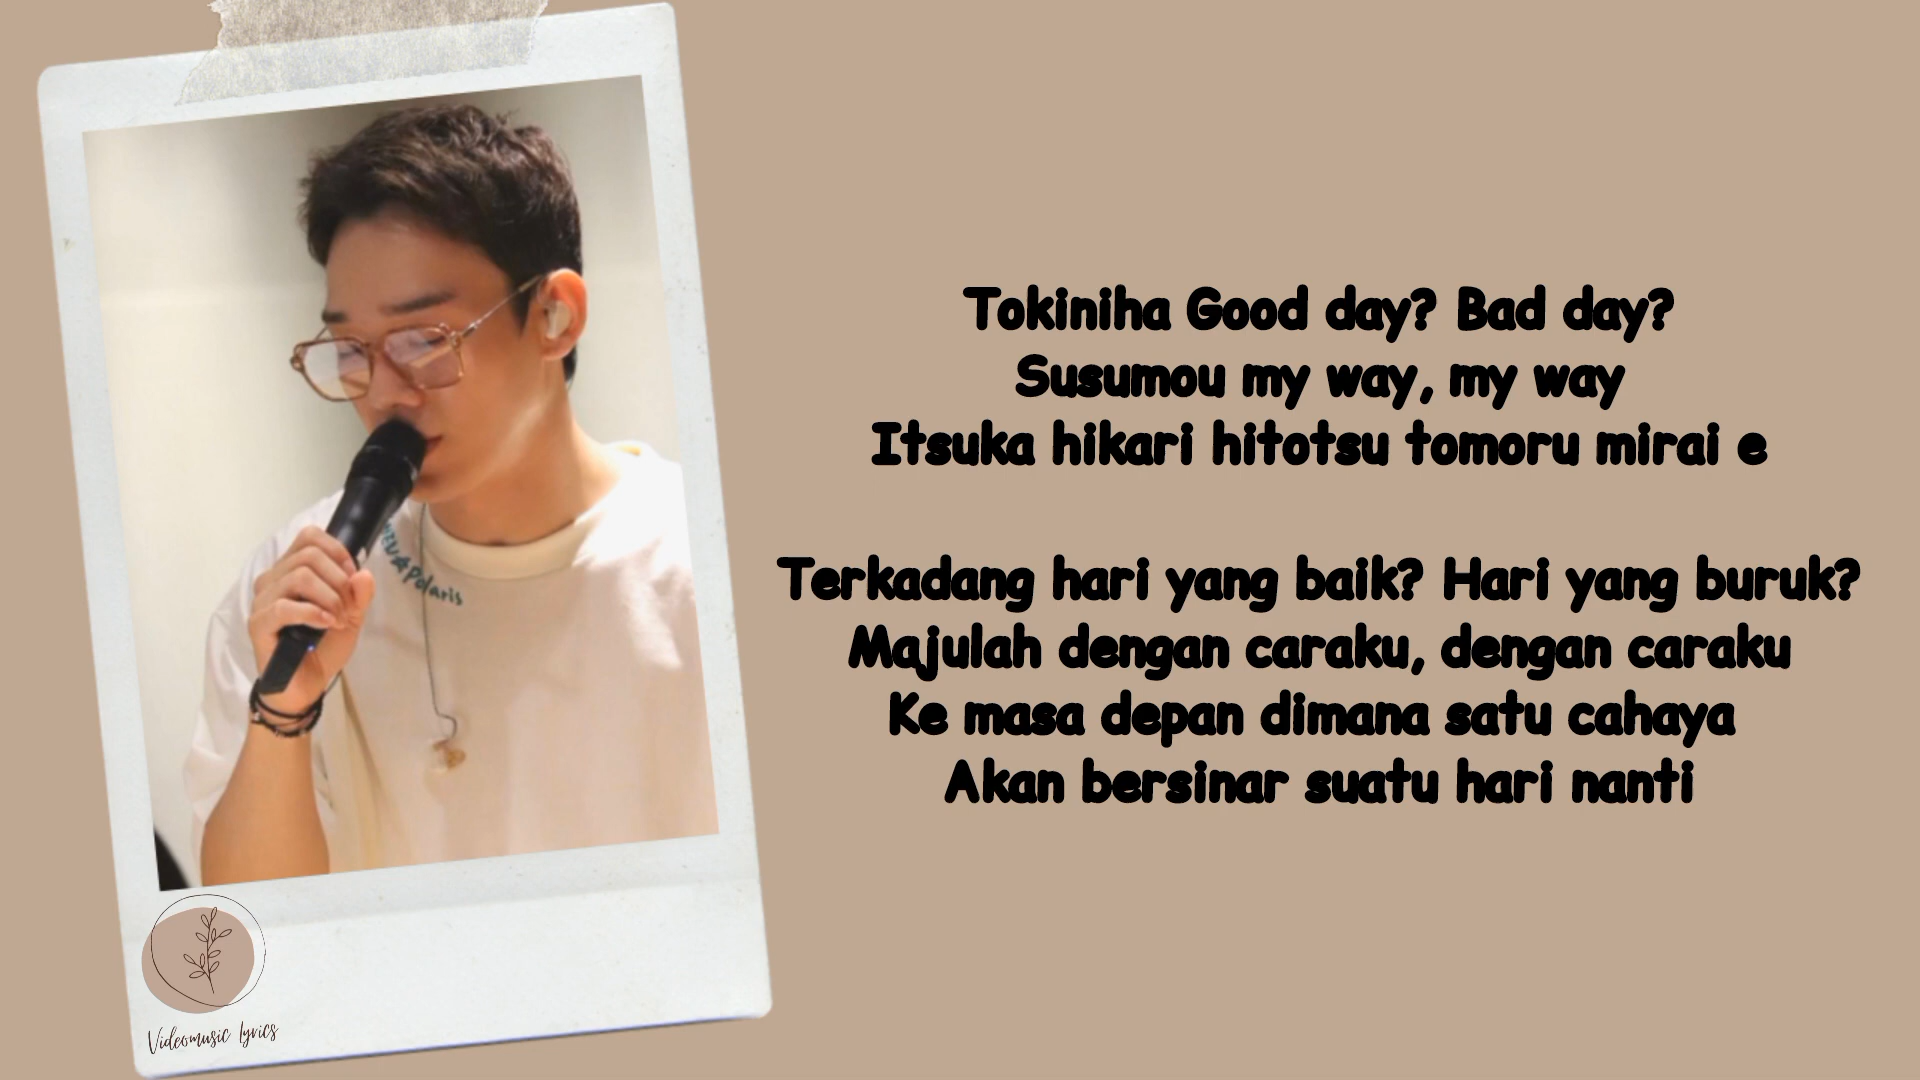 Tokiniha Good day? Bad day?
Susumou my way, my way
Itsuka hikari hitotsu tomoru mirai e
Terkadang hari yang baik? Hari yang buruk?
Majulah dengan caraku, dengan caraku
Ke masa depan dimana satu cahaya
Akan bersinar suatu hari nanti
Polaris
Videomusic lyrics